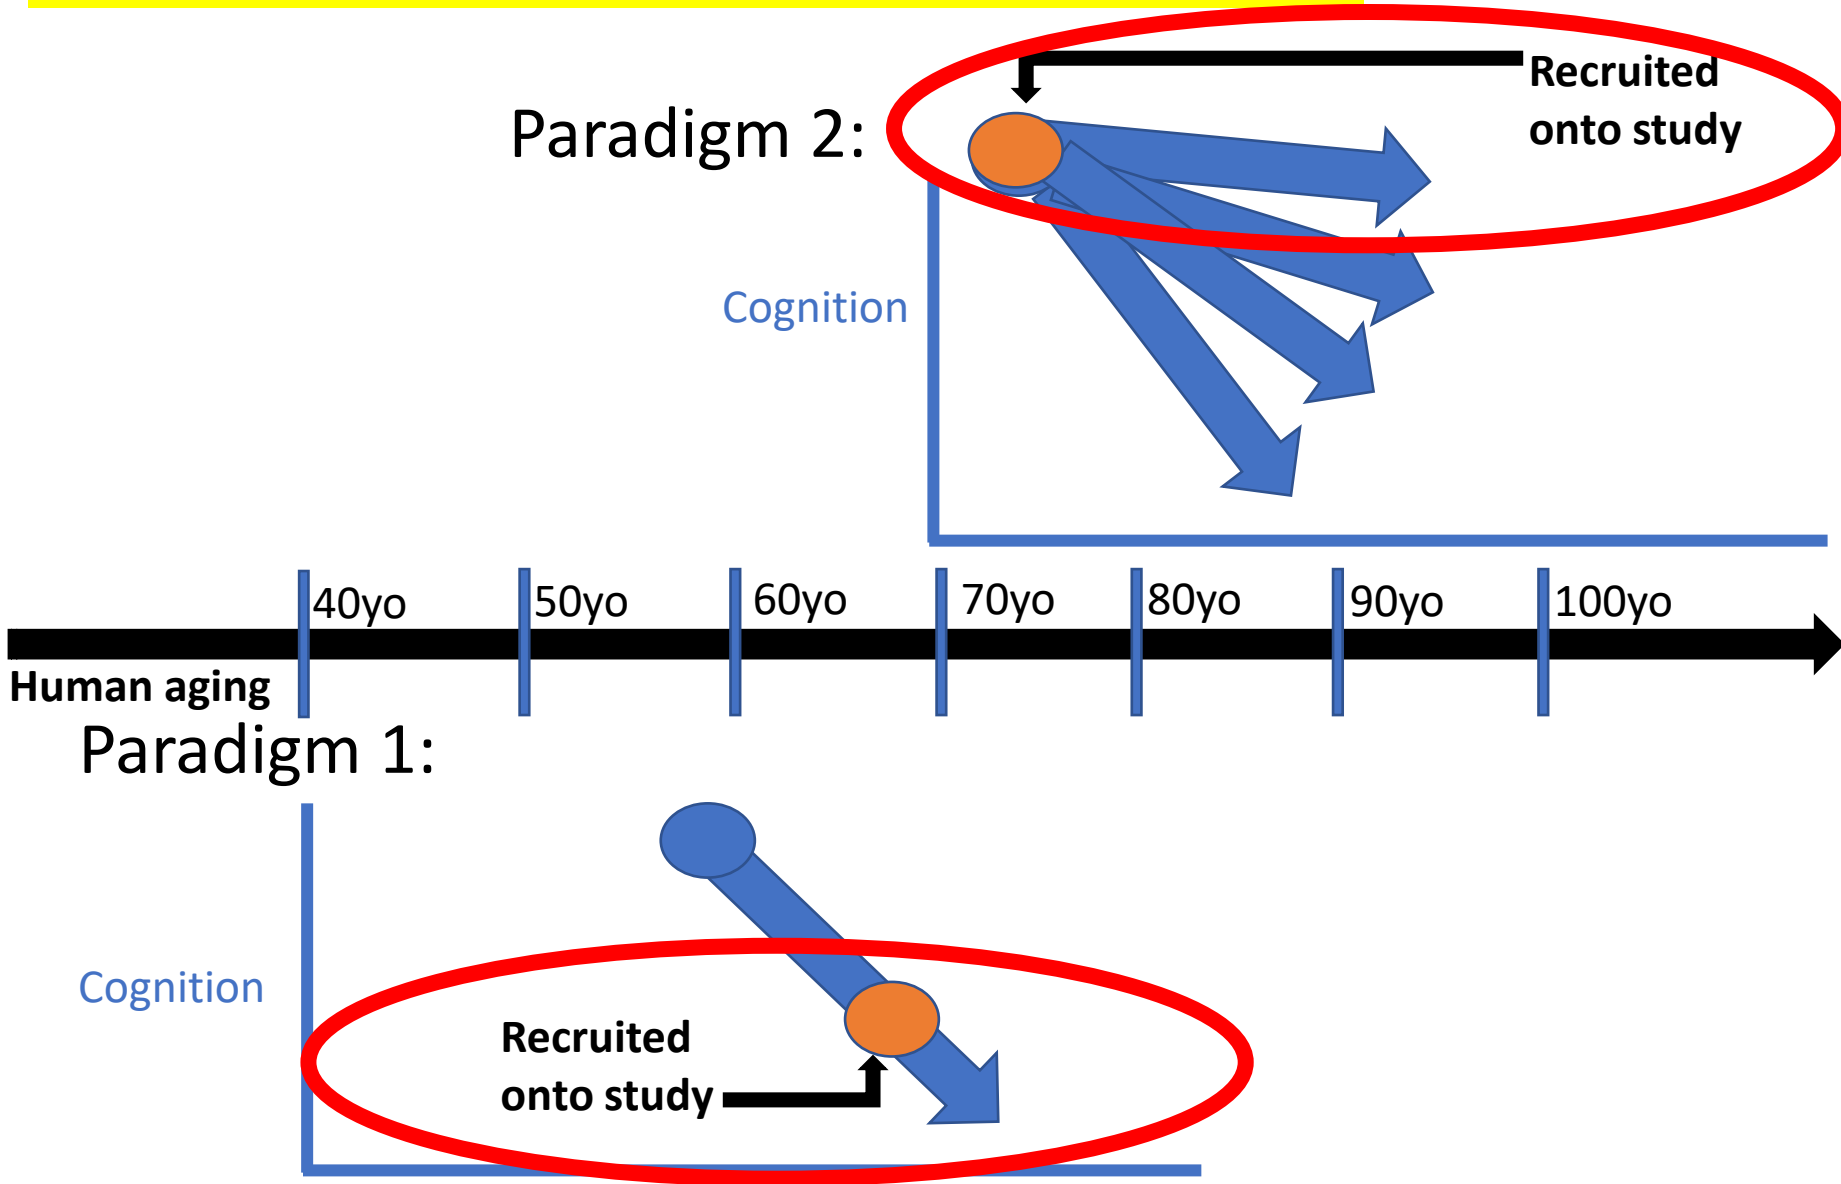 Recruited
onto study
Paradigm 2:
Cognition
40yo 50yo 60yo 70yo 80yo 90yo 100yo
Human aging
Paradigm 1:
Cognition
Recruited
onto study